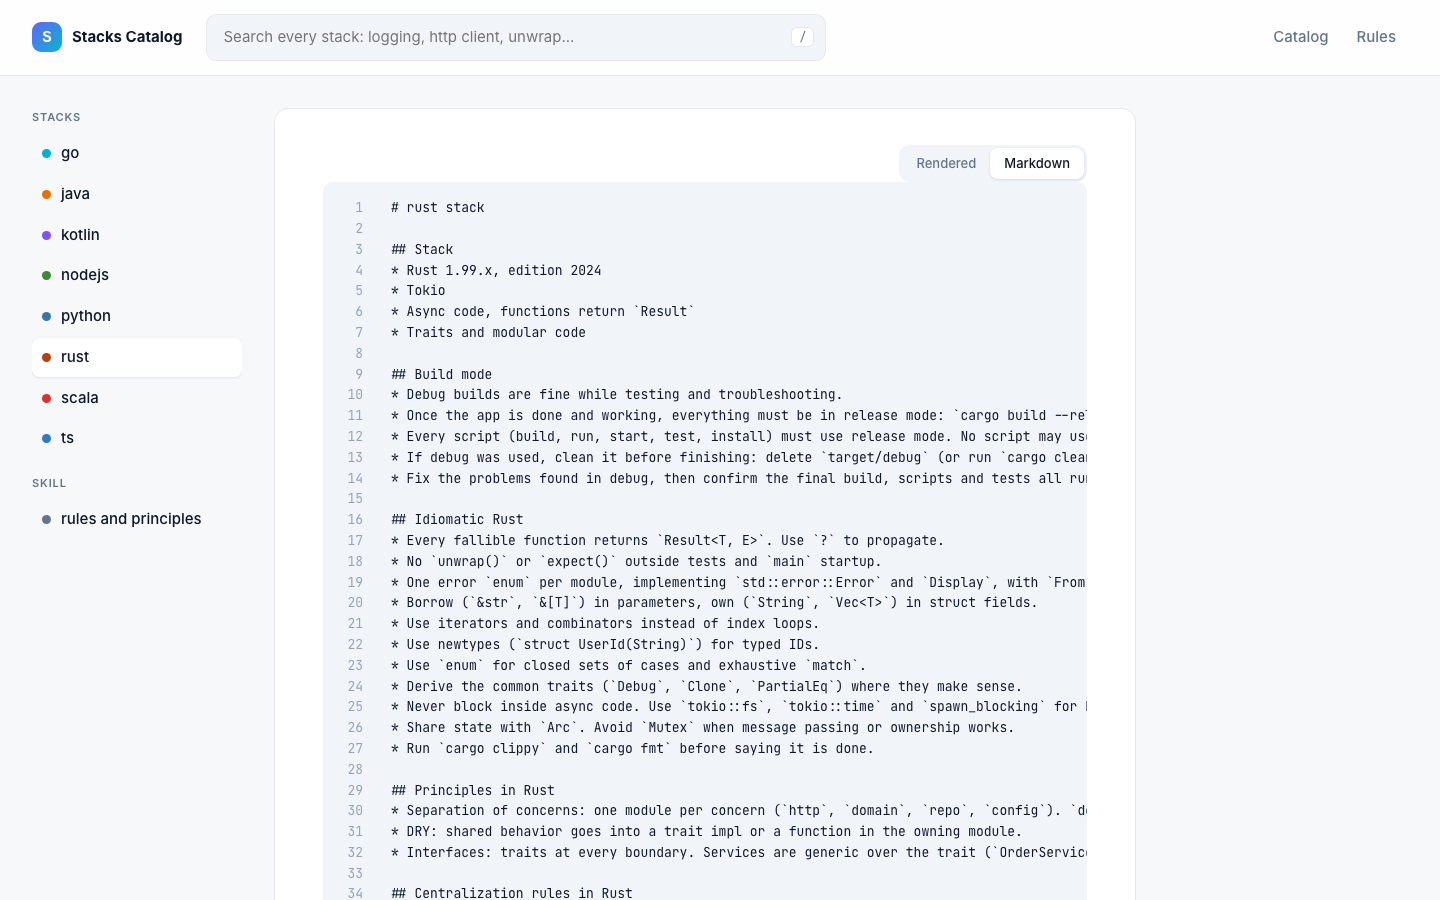 S Stacks Catalog
Search every stack: logging, http client, unwrap... /
Catalog Rules
STACKS
go
java
kotlin
nodejs
python
rust
scala
ts
SKILL
rules and principles
Rendered Markdown
1 # rust stack
2
3 ## Stack
4 * Rust 1.99.x, edition 2024
5 * Tokio
6 * Async code, functions return `Result`
7 * Traits and modular code
8
9 ## Build mode
10 * Debug builds are fine while testing and troubleshooting.
11 * Once the app is done and working, everything must be in release mode: `cargo build --rel
12 * Every script (build, run, start, test, install) must use release mode. No script may us
13 * If debug was used, clean it before finishing: delete `target/debug` (or run `cargo clean
14 * Fix the problems found in debug, then confirm the final build, scripts and tests all run
15
16 ## Idiomatic Rust
17 * Every fallible function returns `Result<T, E>`. Use `?` to propagate.
18 * No `unwrap()` or `expect()` outside tests and `main` startup.
19 * One error `enum` per module, implementing `std::error::Error` and `Display`, with `From
20 * Borrow (`&str`, `&[T]`) in parameters, own (`String`, `Vec<T>`) in struct fields.
21 * Use iterators and combinators instead of index loops.
22 * Use newtypes (`struct UserId(String)`) for typed IDs.
23 * Use `enum` for closed sets of cases and exhaustive `match`.
24 * Derive the common traits (`Debug`, `Clone`, `PartialEq`) where they make sense.
25 * Never block inside async code. Use `tokio::fs`, `tokio::time` and `spawn_blocking` for
26 * Share state with `Arc`. Avoid `Mutex` when message passing or ownership works.
27 * Run `cargo clippy` and `cargo fmt` before saying it is done.
28
29 ## Principles in Rust
30 * Separation of concerns: one module per concern (`http`, `domain`, `repo`, `config`). `d
31 * DRY: shared behavior goes into a trait impl or a function in the owning module.
32 * Interfaces: traits at every boundary. Services are generic over the trait (`OrderService
33
34 ## Centralization rules in Rust